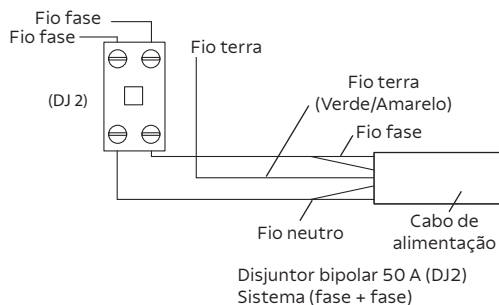 Fio fase
Fio fase
Fio terra
(DJ 2)
Fio terra
(Verde/Amarelo)
Fio fase
Fio neutro
Cabo de
alimentação
Disjuntor bipolar 50 A (DJ2)
Sistema (fase + fase)